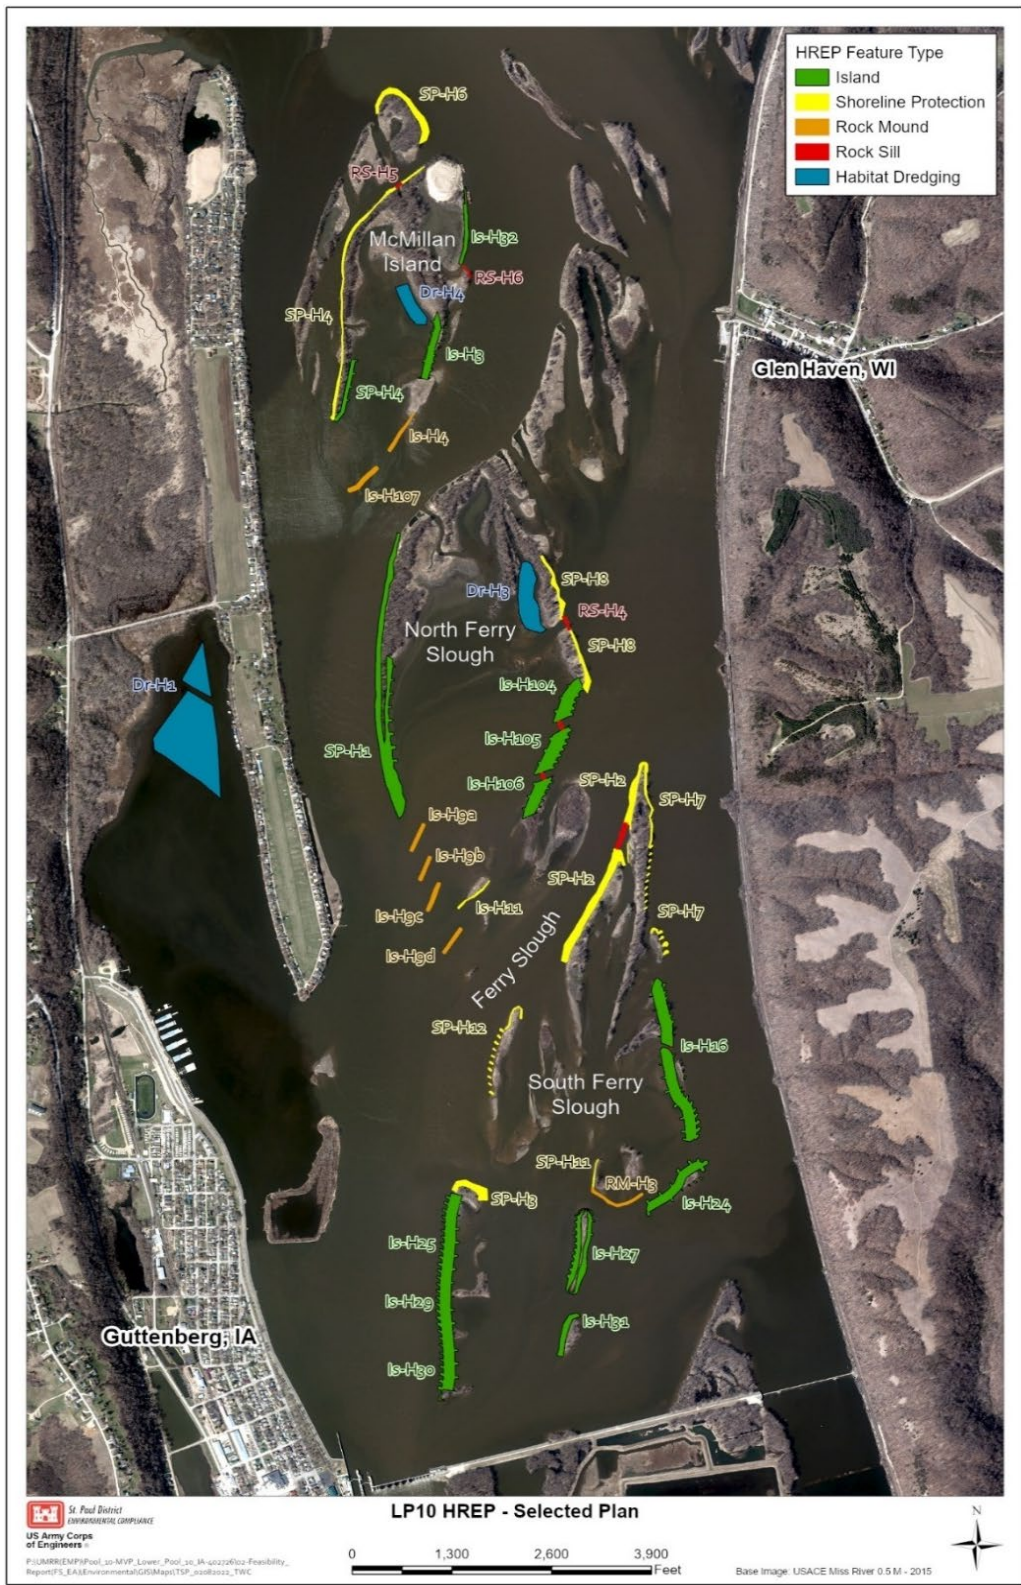 HREP Feature Type
Island
Shoreline Protection
Rock Mound
Rock Sill
Habitat Dredging
SP-H6
RS-H5
McMillan
Island
Is-H32
RS-H6
Dr-H4
SP-H4
Is-H3
SP-H4
Glen Haven, WI
Is-H4
Is-H107
SP-H8
Dr-H3
RS-H4
North Ferry
Slough
SP-H8
Dr-H1
Is-H104
Is-H105
SP-H1
Is-H106
SP-H2
SP-H7
Is-H9a
Is-H9b
SP-H2
Is-H9c
Is-H11
SP-H7
Is-H9d
Ferry Slough
SP-H12
Is-H16
South Ferry
Slough
SP-H11
RM-H3
SP-H3
Is-H24
Is-H25
Is-H27
Is-H29
Is-H31
Guttenberg, IA
Is-H30
St. Paul District
ENVIRONMENTAL COMPLIANCE
US Army Corps
of Engineers ®
LP10 HREP - Selected Plan
N
0 1,300 2,600 3,900
Feet
Base Image: USACE Miss River 0.5 M - 2015